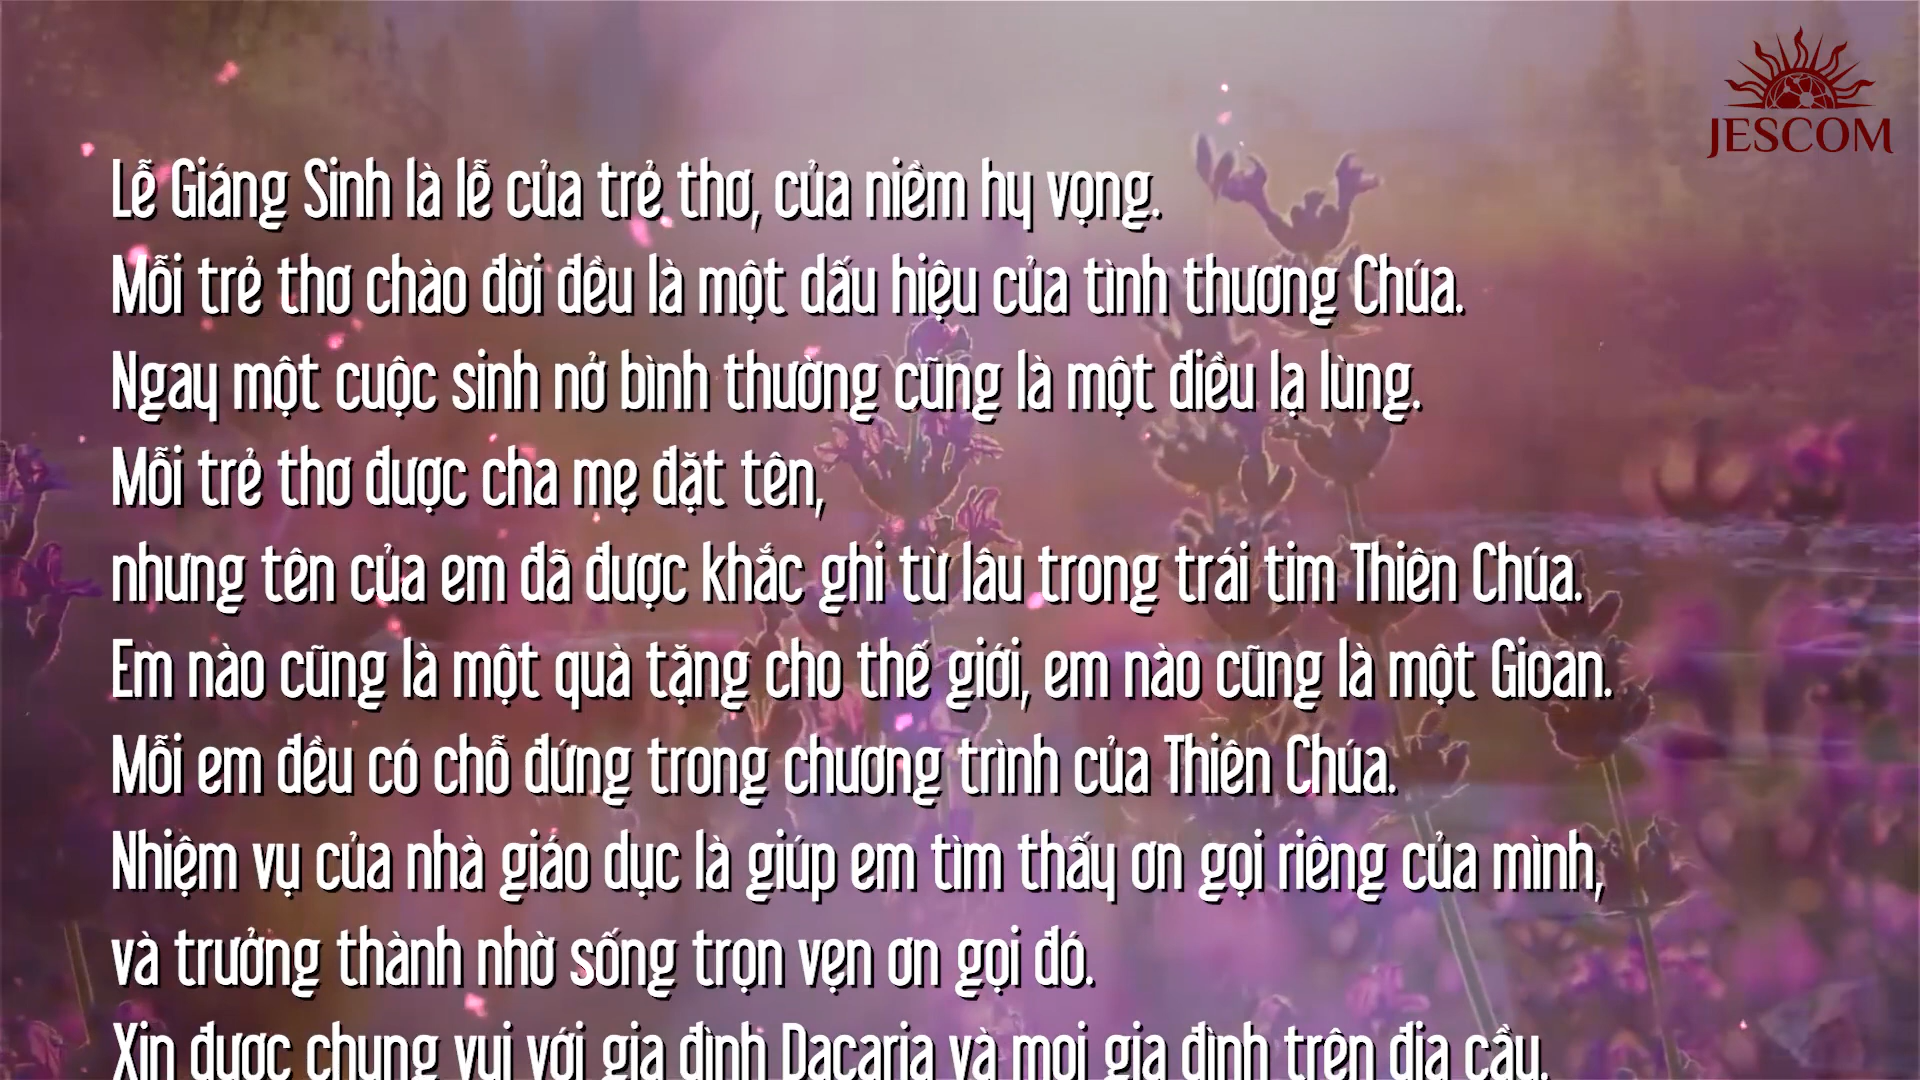 JESCOM
Lễ Giáng Sinh là lễ của trẻ thơ, của niềm hy vọng.
Mỗi trẻ thơ chào đời đều là một dấu hiệu của tình thương Chúa.
Ngay một cuộc sinh nở bình thường cũng là một điều lạ lùng.
Mỗi trẻ thơ được cha mẹ đặt tên,
nhưng tên của em đã được khắc ghi từ lâu trong trái tim Thiên Chúa.
Em nào cũng là một quà tặng cho thế giới, em nào cũng là một Gioan.
Mỗi em đều có chỗ đứng trong chương trình của Thiên Chúa.
Nhiệm vụ của nhà giáo dục là giúp em tìm thấy ơn gọi riêng của mình,
và trưởng thành nhờ sống trọn vẹn ơn gọi đó.
Xin được chung vui với gia đình Dacaria và mọi gia đình trên địa cầu.